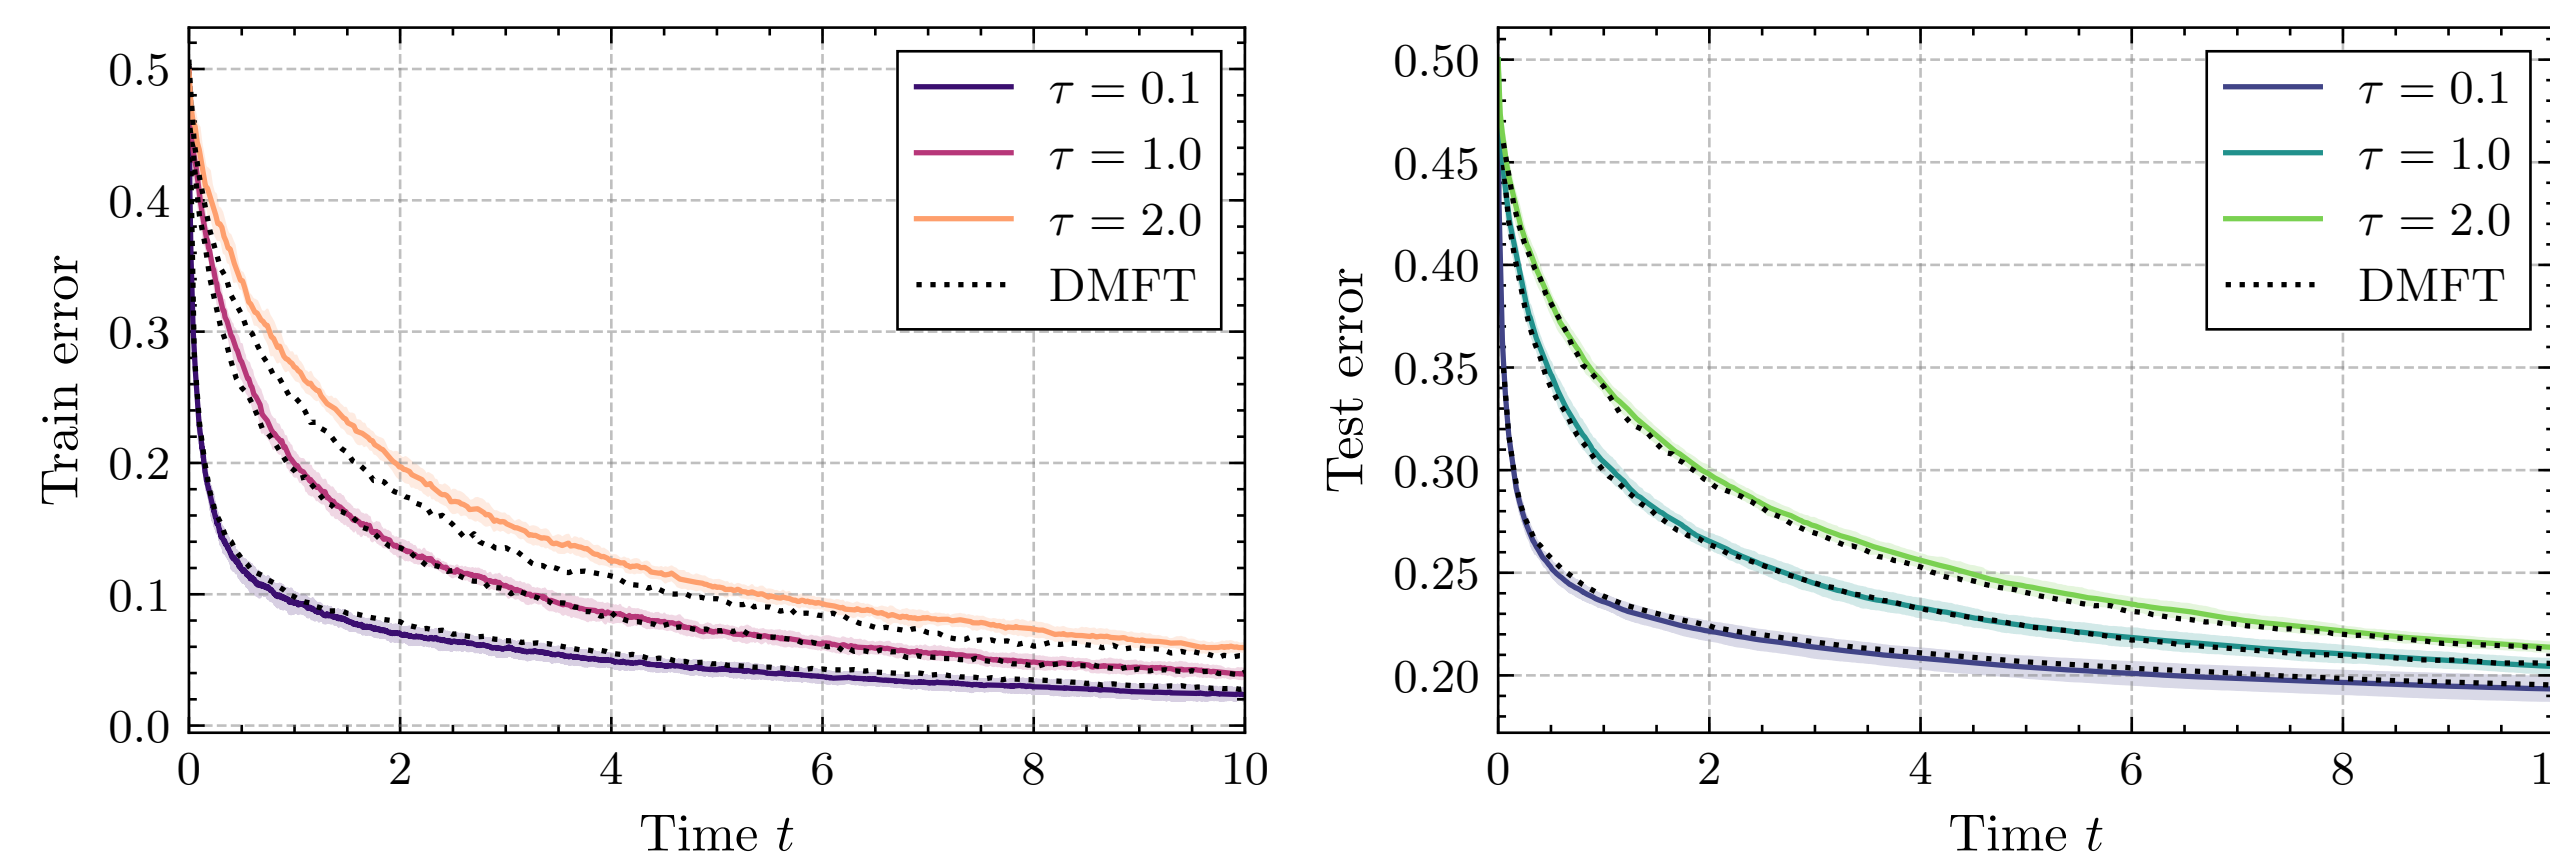 Train error
0.5
0.4
0.3
0.2
0.1
0.0
0 2 4 6 8 10
Time t
τ = 0.1
τ = 1.0
τ = 2.0
DMFT
Test error
0.50
0.45
0.40
0.35
0.30
0.25
0.20
0 2 4 6 8 1
Time t
τ = 0.1
τ = 1.0
τ = 2.0
DMFT